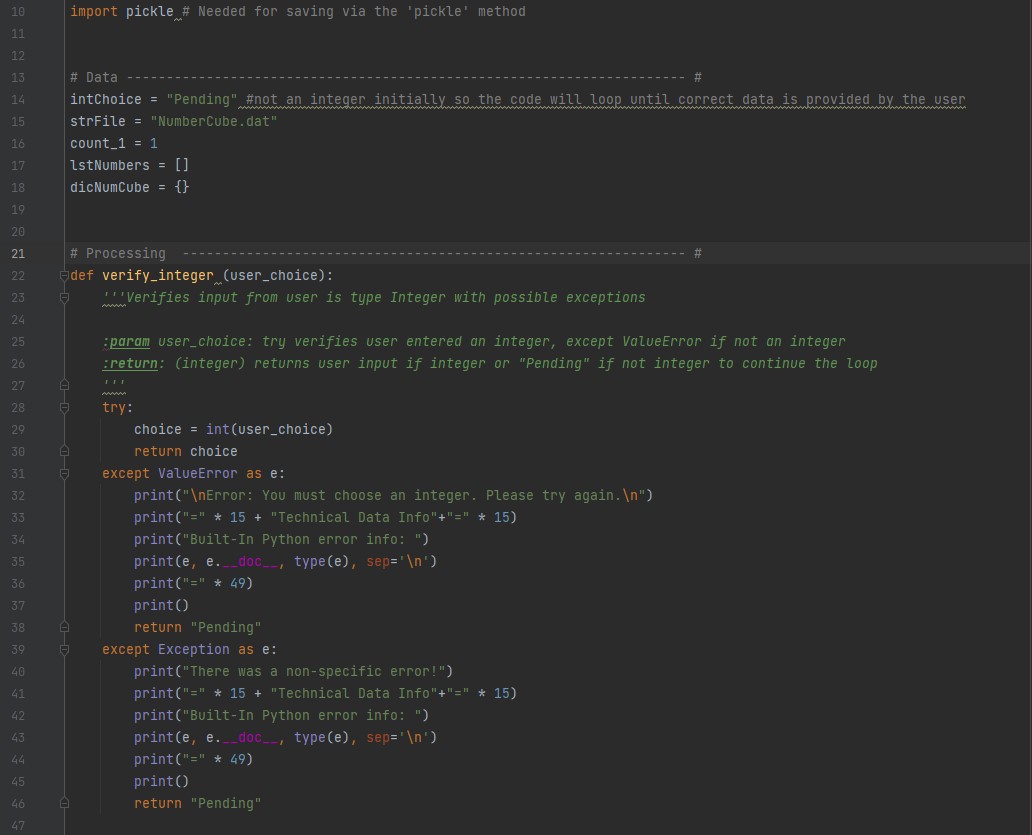 10 import pickle # Needed for saving via the 'pickle' method
11
12
13 # Data ---------------------------------------------------------------------- #
14 intChoice = "Pending" #not an integer initially so the code will loop until correct data is provided by the user
15 strFile = "NumberCube.dat"
16 count_1 = 1
17 lstNumbers = []
18 dicNumCube = {}
19
20
21 # Processing  --------------------------------------------------------------- #
22 def verify_integer (user_choice):
23     '''Verifies input from user is type Integer with possible exceptions
24
25     :param user_choice: try verifies user entered an integer, except ValueError if not an integer
26     :return: (integer) returns user input if integer or "Pending" if not integer to continue the loop
27     '''
28     try:
29         choice = int(user_choice)
30         return choice
31     except ValueError as e:
32         print("\nError: You must choose an integer. Please try again.\n")
33         print("=" * 15 + "Technical Data Info"+"=" * 15)
34         print("Built-In Python error info: ")
35         print(e, e.__doc__, type(e), sep='\n')
36         print("=" * 49)
37         print()
38         return "Pending"
39     except Exception as e:
40         print("There was a non-specific error!")
41         print("=" * 15 + "Technical Data Info"+"=" * 15)
42         print("Built-In Python error info: ")
43         print(e, e.__doc__, type(e), sep='\n')
44         print("=" * 49)
45         print()
46         return "Pending"
47